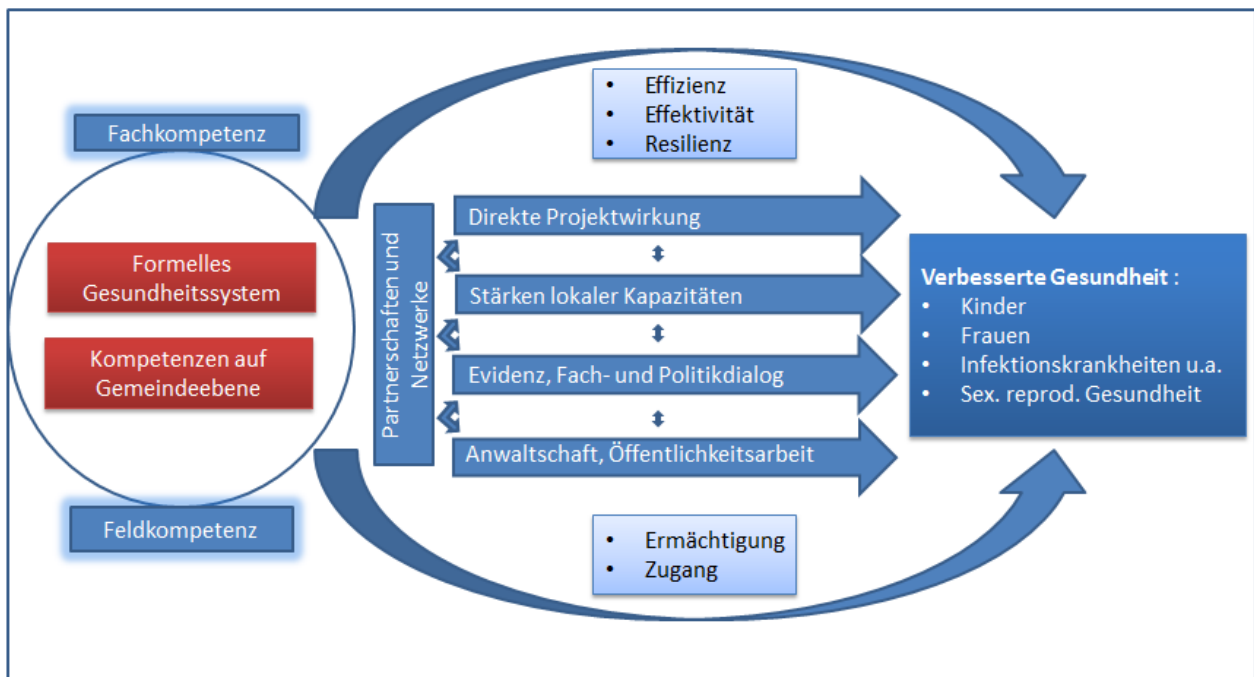 Fachkompetenz
Formelles
Gesundheitssystem
Kompetenzen auf
Gemeindeebene
Feldkompetenz
Partnerschaften und
Netzwerke
• Effizienz
• Effektivität
• Resilienz
Direkte Projektwirkung
Stärken lokaler Kapazitäten
Evidenz, Fach- und Politikdialog
Anwaltschaft, Öffentlichkeitsarbeit
• Ermächtigung
• Zugang
Verbesserte Gesundheit :
• Kinder
• Frauen
• Infektionskrankheiten u.a.
• Sex. reprod. Gesundheit